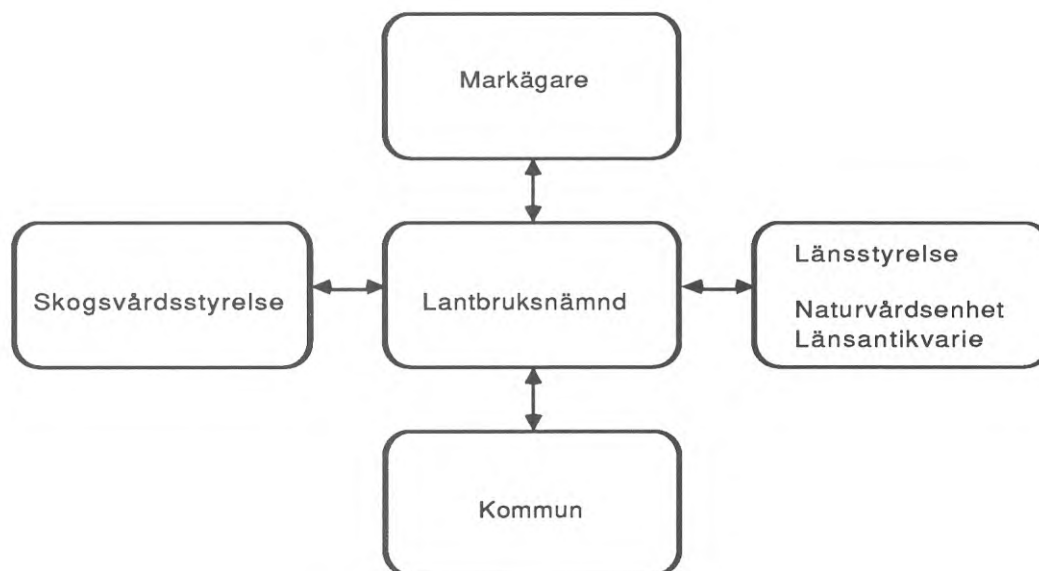 Markägare
Skogsvårdsstyrelse
Lantbruksnämnd
Länsstyrelse
Naturvårdsenhet
Länsantikvarie
Kommun